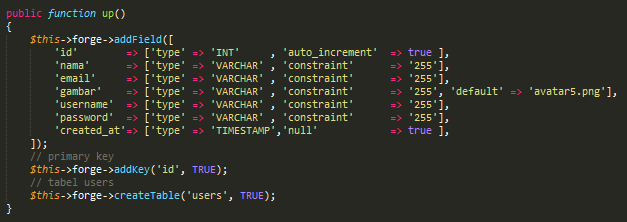 public function up()
{
    $this->forge->addField([
        'id'        => ['type' => 'INT'     , 'auto_increment'  => true ],
        'nama'      => ['type' => 'VARCHAR' , 'constraint'      => '255'],
        'email'     => ['type' => 'VARCHAR' , 'constraint'      => '255'],
        'gambar'    => ['type' => 'VARCHAR' , 'constraint'      => '255', 'default' => 'avatar5.png'],
        'username'  => ['type' => 'VARCHAR' , 'constraint'      => '255'],
        'password'  => ['type' => 'VARCHAR' , 'constraint'      => '255'],
        'created_at'=> ['type' => 'TIMESTAMP','null'            => true ],
    ]);
    // primary key
    $this->forge->addKey('id', TRUE);
    // tabel users
    $this->forge->createTable('users', TRUE);
}